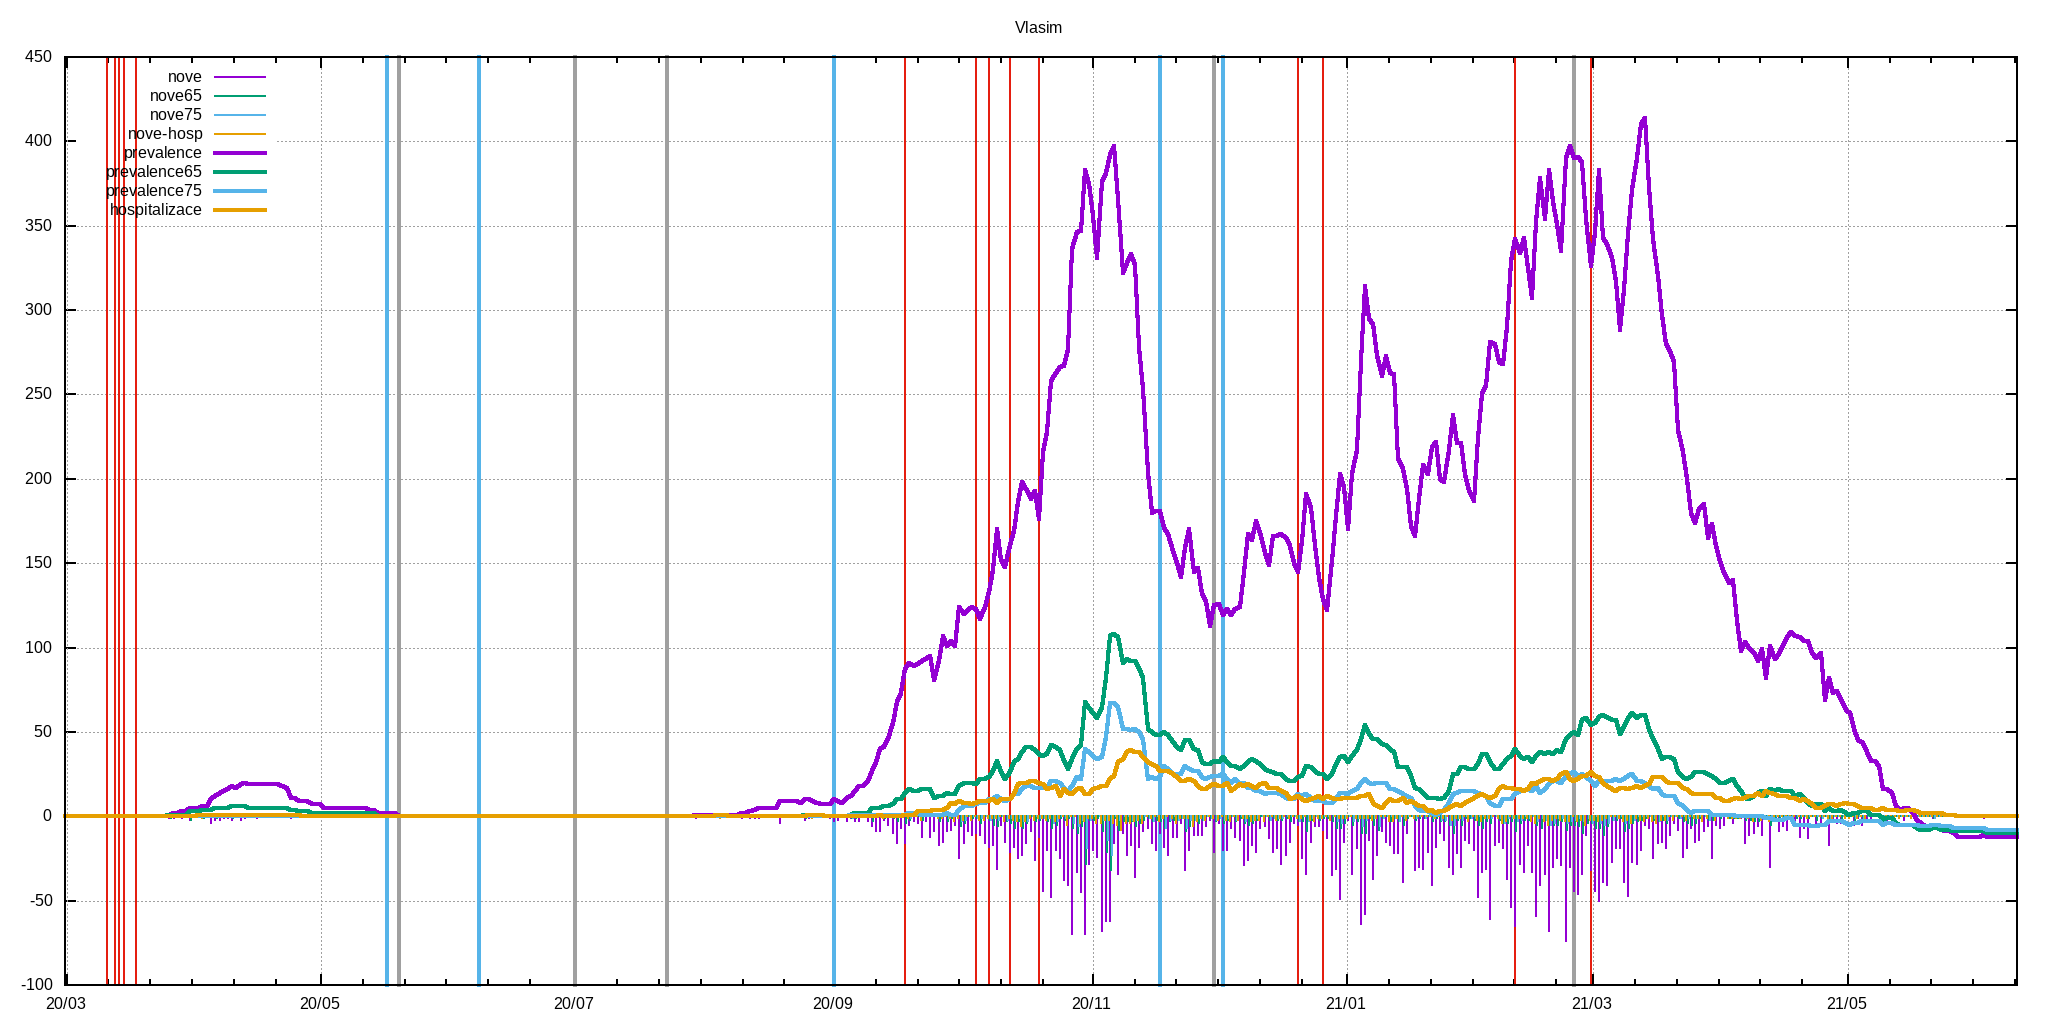 Vlasim
450
400
350
300
250
200
150
100
50
0
-50
-100
nove
nove65
nove75
nove-hosp
prevalence
prevalence65
prevalence75
hospitalizace
20/03 20/05 20/07 20/09 20/11 21/01 21/03 21/05